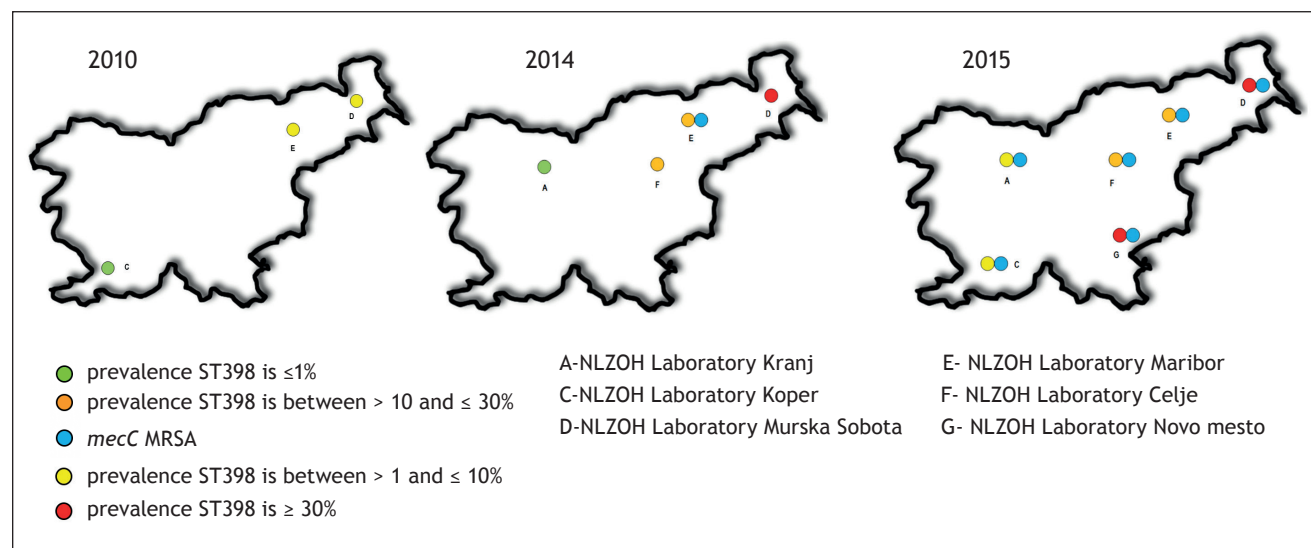 2010
D
E
C
2014
D
E
A
F
2015
D
E
A
F
G
C
prevalence ST398 is ≤1%
prevalence ST398 is between > 10 and ≤ 30%
mecC MRSA
prevalence ST398 is between > 1 and ≤ 10%
prevalence ST398 is ≥ 30%
A-NLZOH Laboratory Kranj
C-NLZOH Laboratory Koper
D-NLZOH Laboratory Murska Sobota
E- NLZOH Laboratory Maribor
F- NLZOH Laboratory Celje
G- NLZOH Laboratory Novo mesto